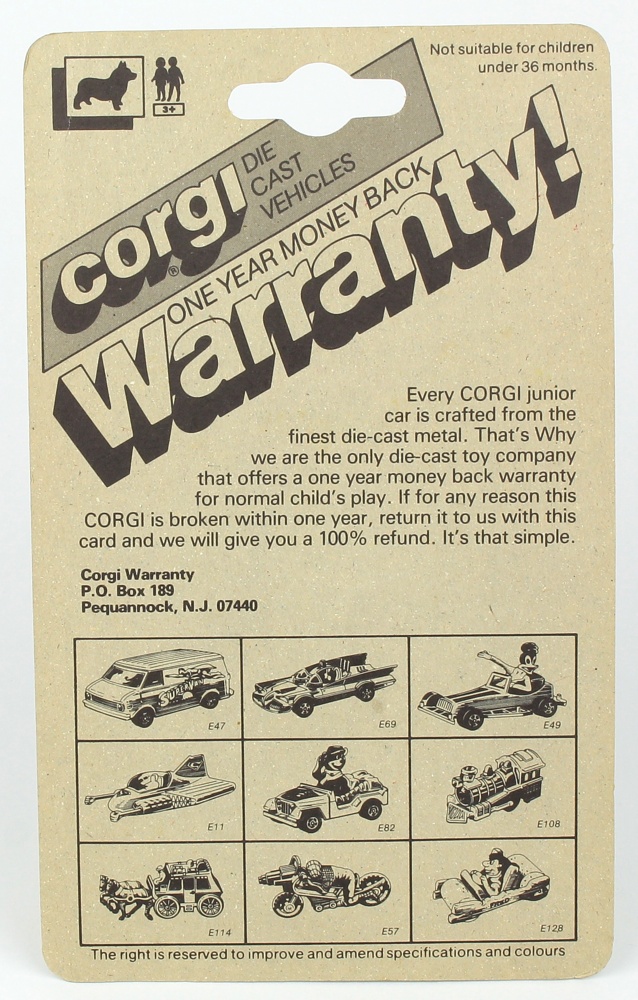 Not suitable for children
under 36 months.
3+
corgi®
DIE
CAST
VEHICLES
ONE YEAR MONEY BACK
Warranty!
Every CORGI junior
car is crafted from the
finest die-cast metal. That's Why
we are the only die-cast toy company
that offers a one year money back warranty
for normal child's play. If for any reason this
CORGI is broken within one year, return it to us with this
card and we will give you a 100% refund. It's that simple.
Corgi Warranty
P.O. Box 189
Pequannock, N.J. 07440
SUPERVAN
E47
E69
E49
E11
E82
E108
E114
E57
FRED
E128
The right is reserved to improve and amend specifications and colours